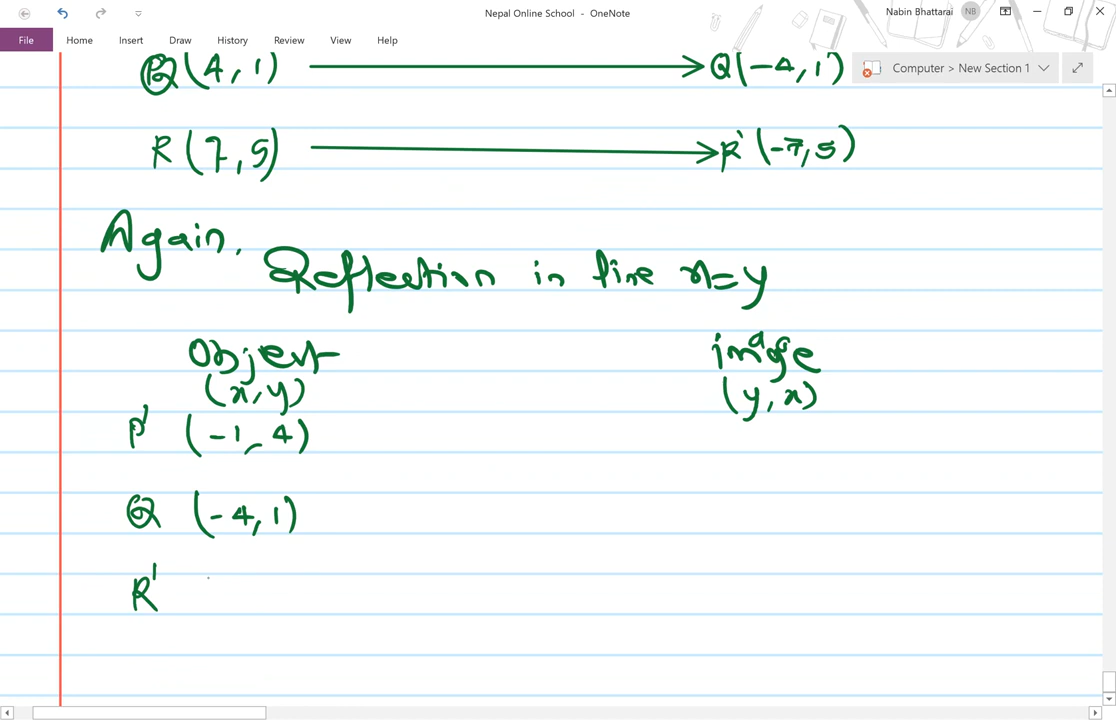 Nepal Online School - OneNote
Nabin Bhattarai NB
File Home Insert Draw History Review View Help
Computer > New Section 1
Q (4, 1) Q (-4, 1)
R (7, 5) R' (-7, 5)
Again,
Reflection in line x=y
Object image
(x, y) (y, x)
P' (-1, 4)
Q (-4, 1)
R'